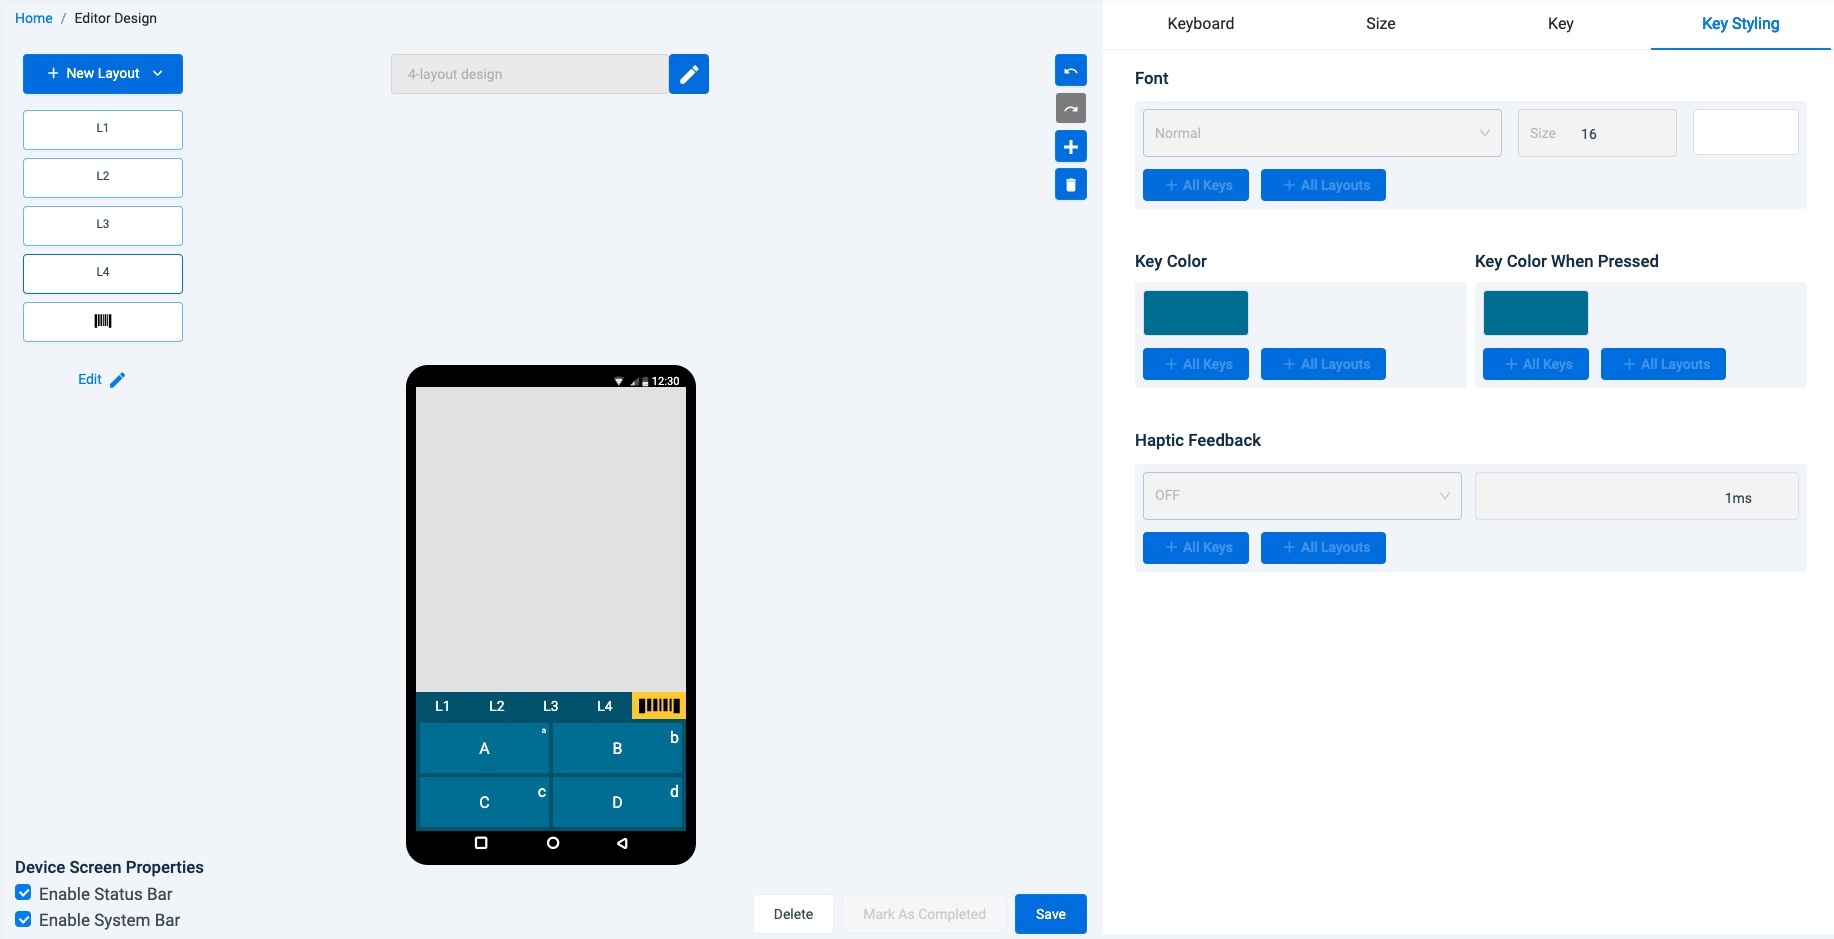 Home / Editor Design
Keyboard
Size
Key
Key Styling
+ New Layout
4-layout design
L1
L2
L3
L4
Edit
12:30
L1
L2
L3
L4
A a
B b
C c
D d
Device Screen Properties
Enable Status Bar
Enable System Bar
Delete
Mark As Completed
Save
Font
Normal
Size 16
+ All Keys
+ All Layouts
Key Color
Key Color When Pressed
+ All Keys
+ All Layouts
+ All Keys
+ All Layouts
Haptic Feedback
OFF
1ms
+ All Keys
+ All Layouts